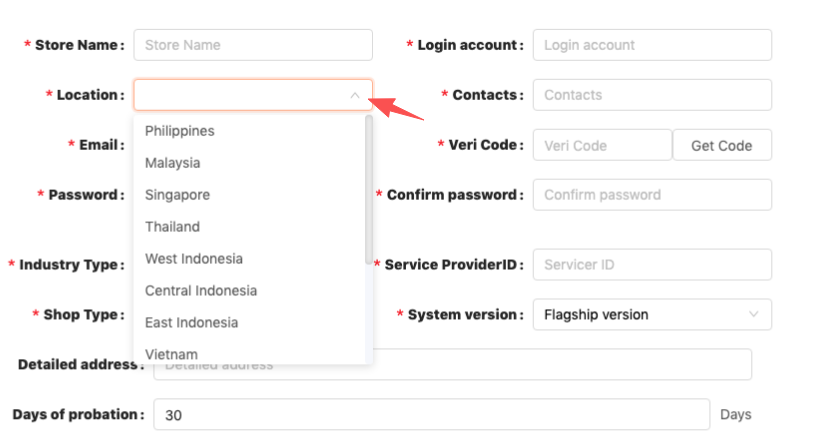 * Store Name : Store Name * Login account : Login account
* Location : * Contacts : Contacts
Philippines
* Email : * Veri Code : Veri Code Get Code
Malaysia
* Password : Singapore * Confirm password : Confirm password
Thailand
* Industry Type : West Indonesia * Service ProviderID : Servicer ID
Central Indonesia
* Shop Type : East Indonesia * System version : Flagship version
Vietnam
Detailed address : Detailed address
Days of probation : 30 Days